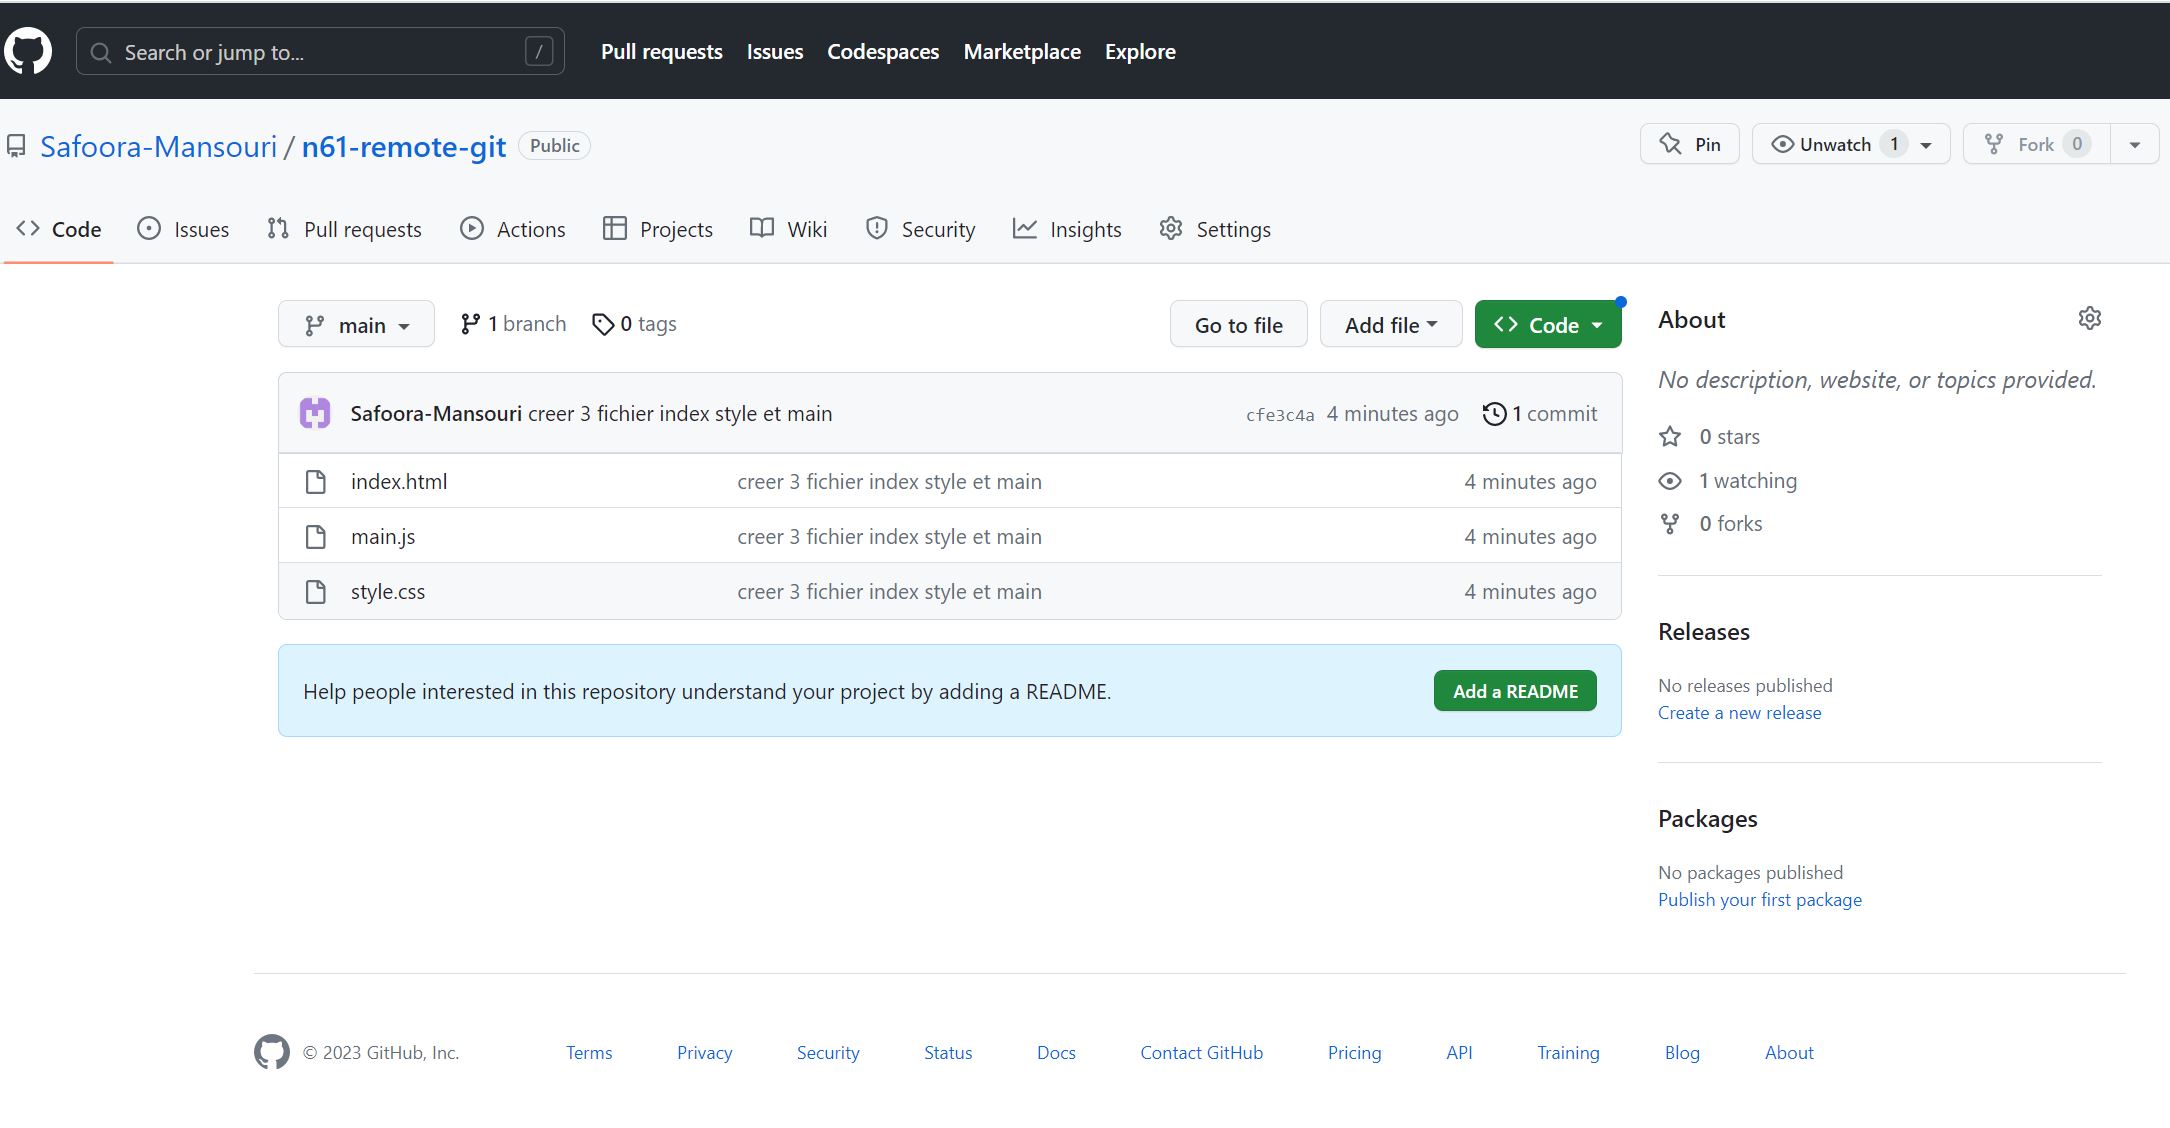 Search or jump to... /
Pull requests Issues Codespaces Marketplace Explore
Safoora-Mansouri / n61-remote-git Public
Pin Unwatch 1 Fork 0
Code Issues Pull requests Actions Projects Wiki Security Insights Settings
main 1 branch 0 tags Go to file Add file Code
Safoora-Mansouri creer 3 fichier index style et main cfe3c4a 4 minutes ago 1 commit
index.html creer 3 fichier index style et main 4 minutes ago
main.js creer 3 fichier index style et main 4 minutes ago
style.css creer 3 fichier index style et main 4 minutes ago
Help people interested in this repository understand your project by adding a README. Add a README
About
No description, website, or topics provided.
0 stars
1 watching
0 forks
Releases
No releases published
Create a new release
Packages
No packages published
Publish your first package
© 2023 GitHub, Inc. Terms Privacy Security Status Docs Contact GitHub Pricing API Training Blog About